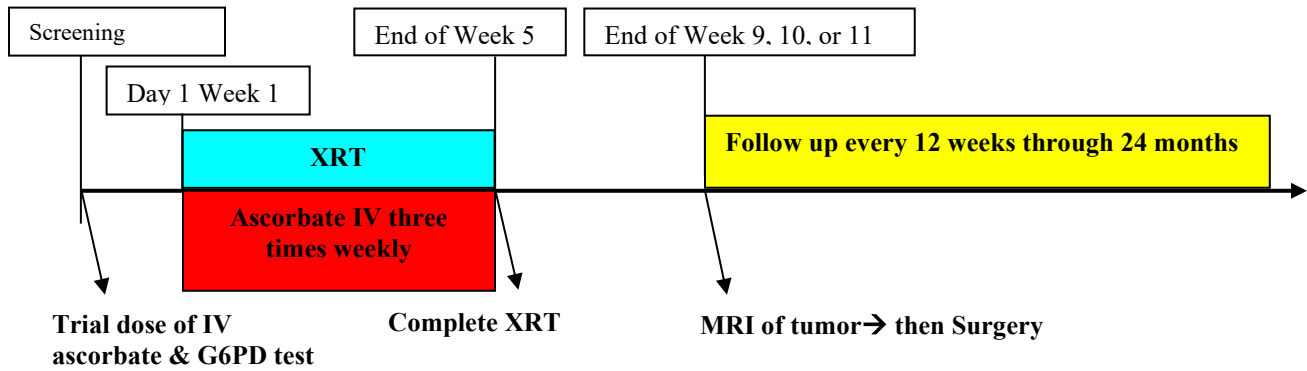 Screening
End of Week 5
End of Week 9, 10, or 11
Day 1 Week 1
XRT
Follow up every 12 weeks through 24 months
Ascorbate IV three
times weekly
Trial dose of IV
ascorbate & G6PD test
Complete XRT
MRI of tumor→ then Surgery